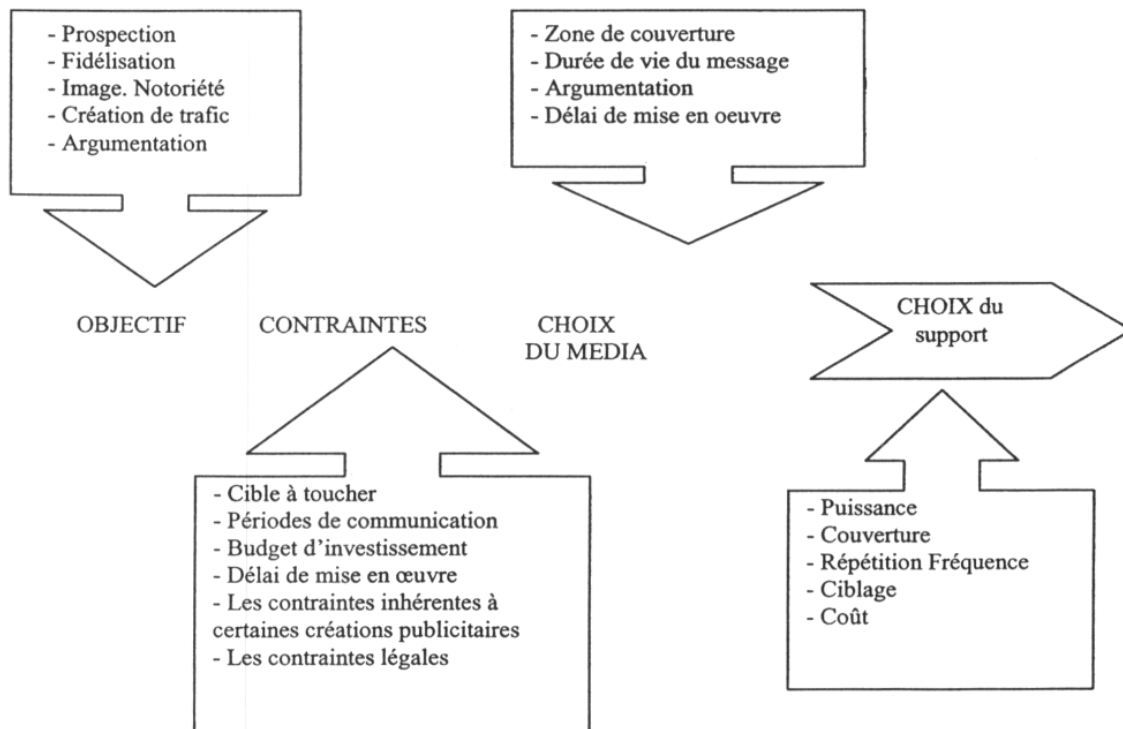 - Prospection
- Fidélisation
- Image. Notoriété
- Création de trafic
- Argumentation
- Zone de couverture
- Durée de vie du message
- Argumentation
- Délai de mise en oeuvre
OBJECTIF
CONTRAINTES
CHOIX
DU MEDIA
CHOIX du
support
- Cible à toucher
- Périodes de communication
- Budget d’investissement
- Délai de mise en œuvre
- Les contraintes inhérentes à
certaines créations publicitaires
- Les contraintes légales
- Puissance
- Couverture
- Répétition Fréquence
- Ciblage
- Coût